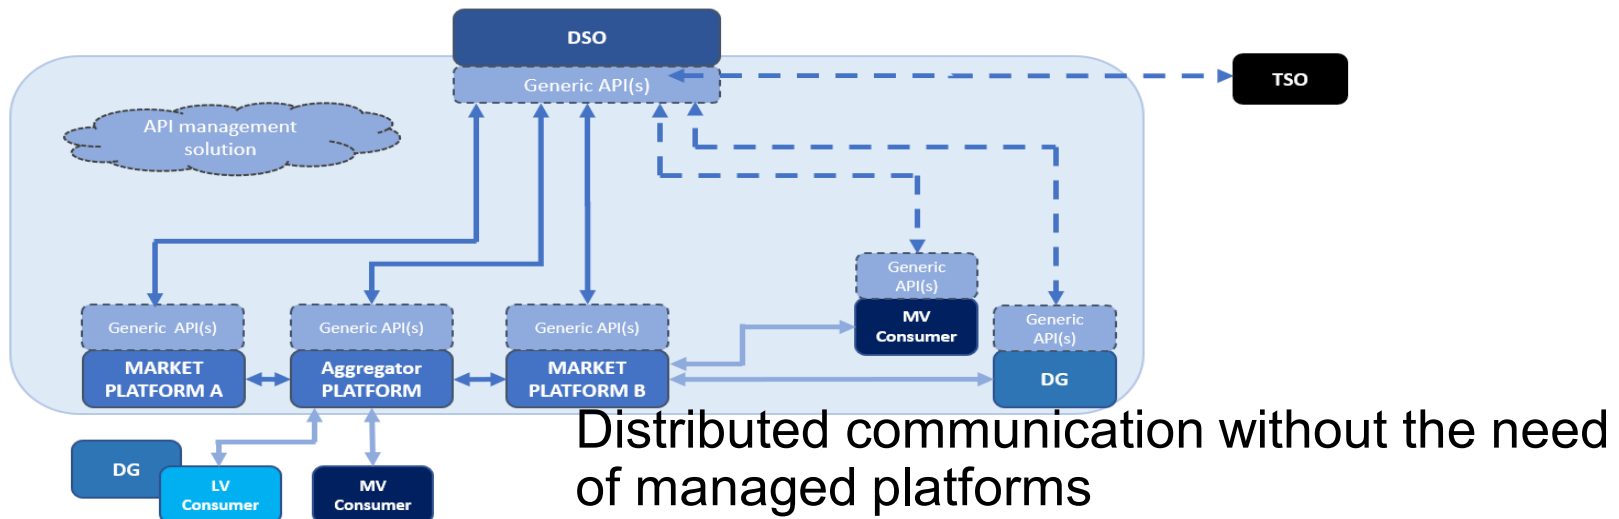 DSO
Generic API(s)
TSO
API management
solution
Generic
API(s)
MV
Consumer
Generic
API(s)
DG
Generic  API(s)
MARKET
PLATFORM A
Generic API(s)
Aggregator
PLATFORM
Generic API(s)
MARKET
PLATFORM B
DG
LV
Consumer
MV
Consumer
Distributed communication without the need
of managed platforms